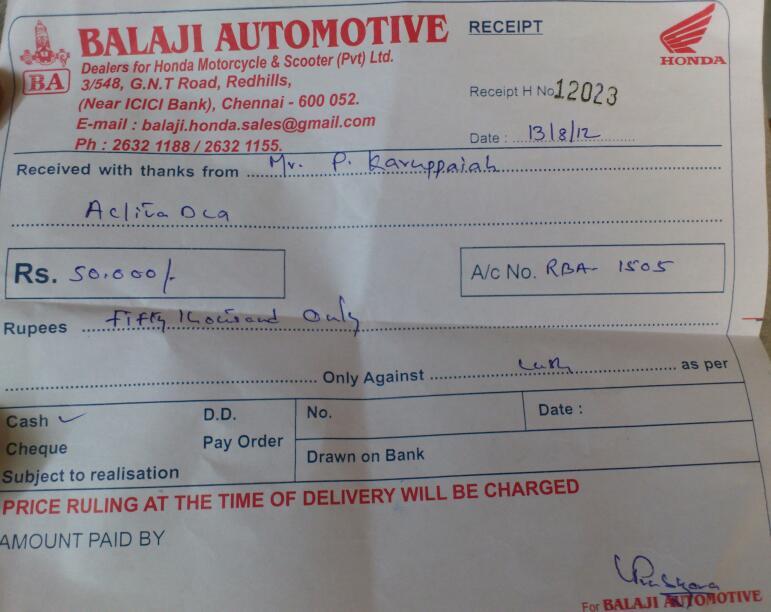 BALAJI AUTOMOTIVE
RECEIPT
Dealers for Honda Motorcycle & Scooter (Pvt) Ltd.
HONDA
BA
3/548, G.N.T Road, Redhills,
(Near ICICI Bank), Chennai - 600 052.
Receipt H No 12023
E-mail : balaji.honda.sales@gmail.com
Ph : 2632 1188 / 2632 1155.
Date : 13/8/12
Received with thanks from Mr. P. Karuppaiah
Rs. 50.000/-
A/c No. RBA- 1505
Rupees Fifty thousand Only
Only Against Cash as per
Cash ✓ D.D. No. Date :
Cheque Pay Order
Drawn on Bank
Subject to realisation
PRICE RULING AT THE TIME OF DELIVERY WILL BE CHARGED
AMOUNT PAID BY
For BALAJI AUTOMOTIVE